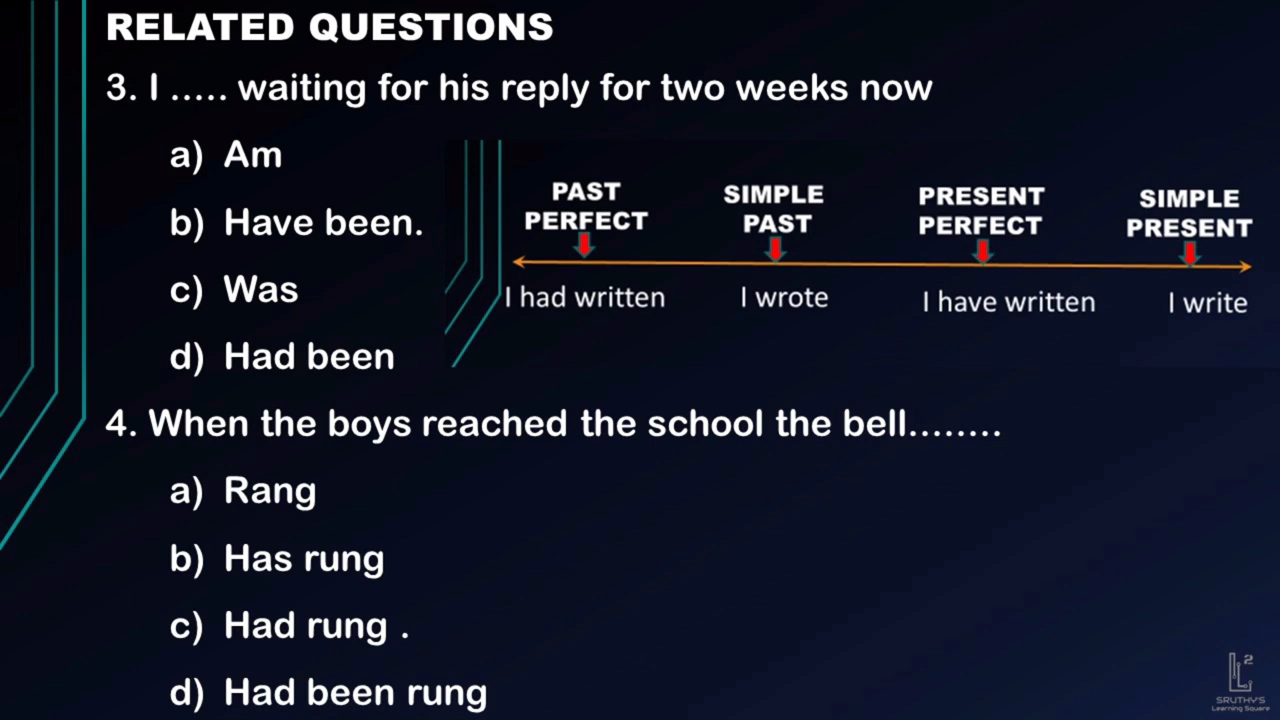 RELATED QUESTIONS
3. I ..... waiting for his reply for two weeks now
a) Am
b) Have been.
c) Was
d) Had been
PAST PERFECT
SIMPLE PAST
PRESENT PERFECT
SIMPLE PRESENT
I had written
I wrote
I have written
I write
4. When the boys reached the school the bell........
a) Rang
b) Has rung
c) Had rung .
d) Had been rung
L2
SRUTHY'S
Learning Square